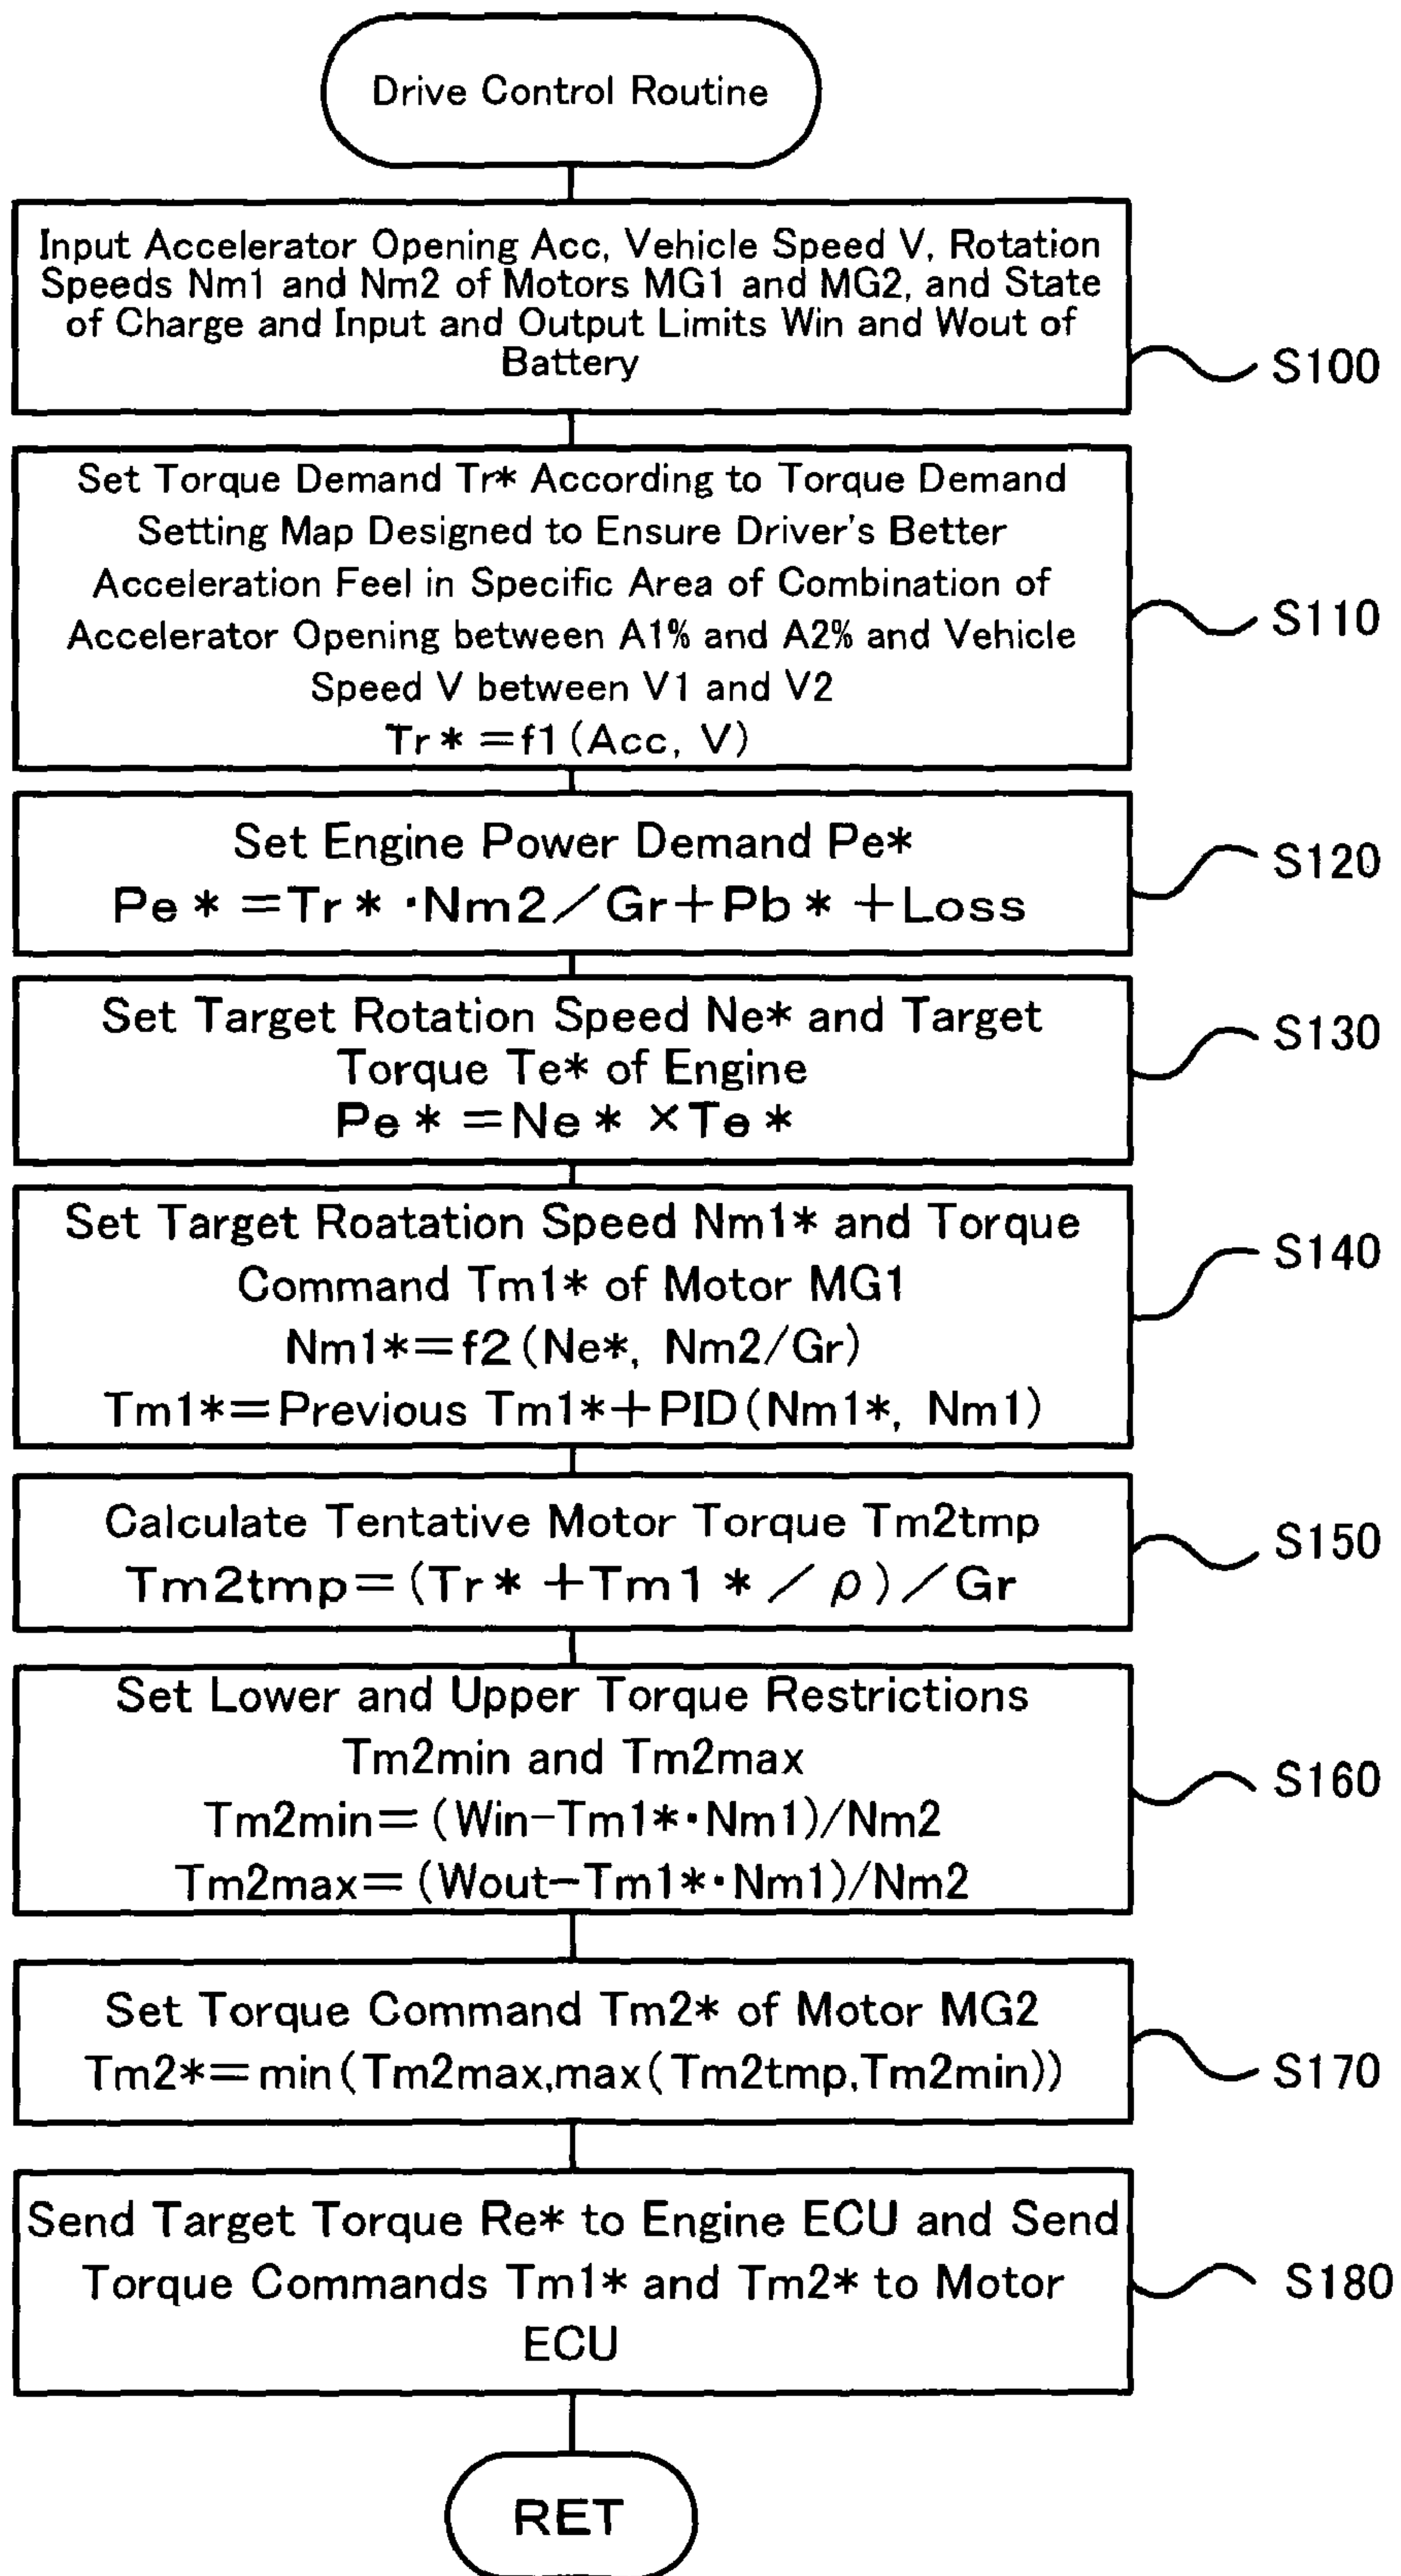 Drive Control Routine
Input Accelerator Opening Acc, Vehicle Speed V, Rotation
Speeds Nm1 and Nm2 of Motors MG1 and MG2, and State
of Charge and Input and Output Limits Win and Wout of
Battery
S100
Set Torque Demand Tr* According to Torque Demand
Setting Map Designed to Ensure Driver's Better
Acceleration Feel in Specific Area of Combination of
Accelerator Opening between A1% and A2% and Vehicle
Speed V between V1 and V2
Tr*=f1(Acc, V)
S110
Set Engine Power Demand Pe*
Pe*=Tr*·Nm2/Gr+Pb*+Loss
S120
Set Target Rotation Speed Ne* and Target
Torque Te* of Engine
Pe*=Ne*×Te*
S130
Set Target Roatation Speed Nm1* and Torque
Command Tm1* of Motor MG1
Nm1*=f2(Ne*, Nm2/Gr)
Tm1*=Previous Tm1*+PID(Nm1*, Nm1)
S140
Calculate Tentative Motor Torque Tm2tmp
Tm2tmp=(Tr*+Tm1*/ρ)/Gr
S150
Set Lower and Upper Torque Restrictions
Tm2min and Tm2max
Tm2min=(Win-Tm1*·Nm1)/Nm2
Tm2max=(Wout-Tm1*·Nm1)/Nm2
S160
Set Torque Command Tm2* of Motor MG2
Tm2*=min(Tm2max,max(Tm2tmp,Tm2min))
S170
Send Target Torque Re* to Engine ECU and Send
Torque Commands Tm1* and Tm2* to Motor
ECU
S180
RET